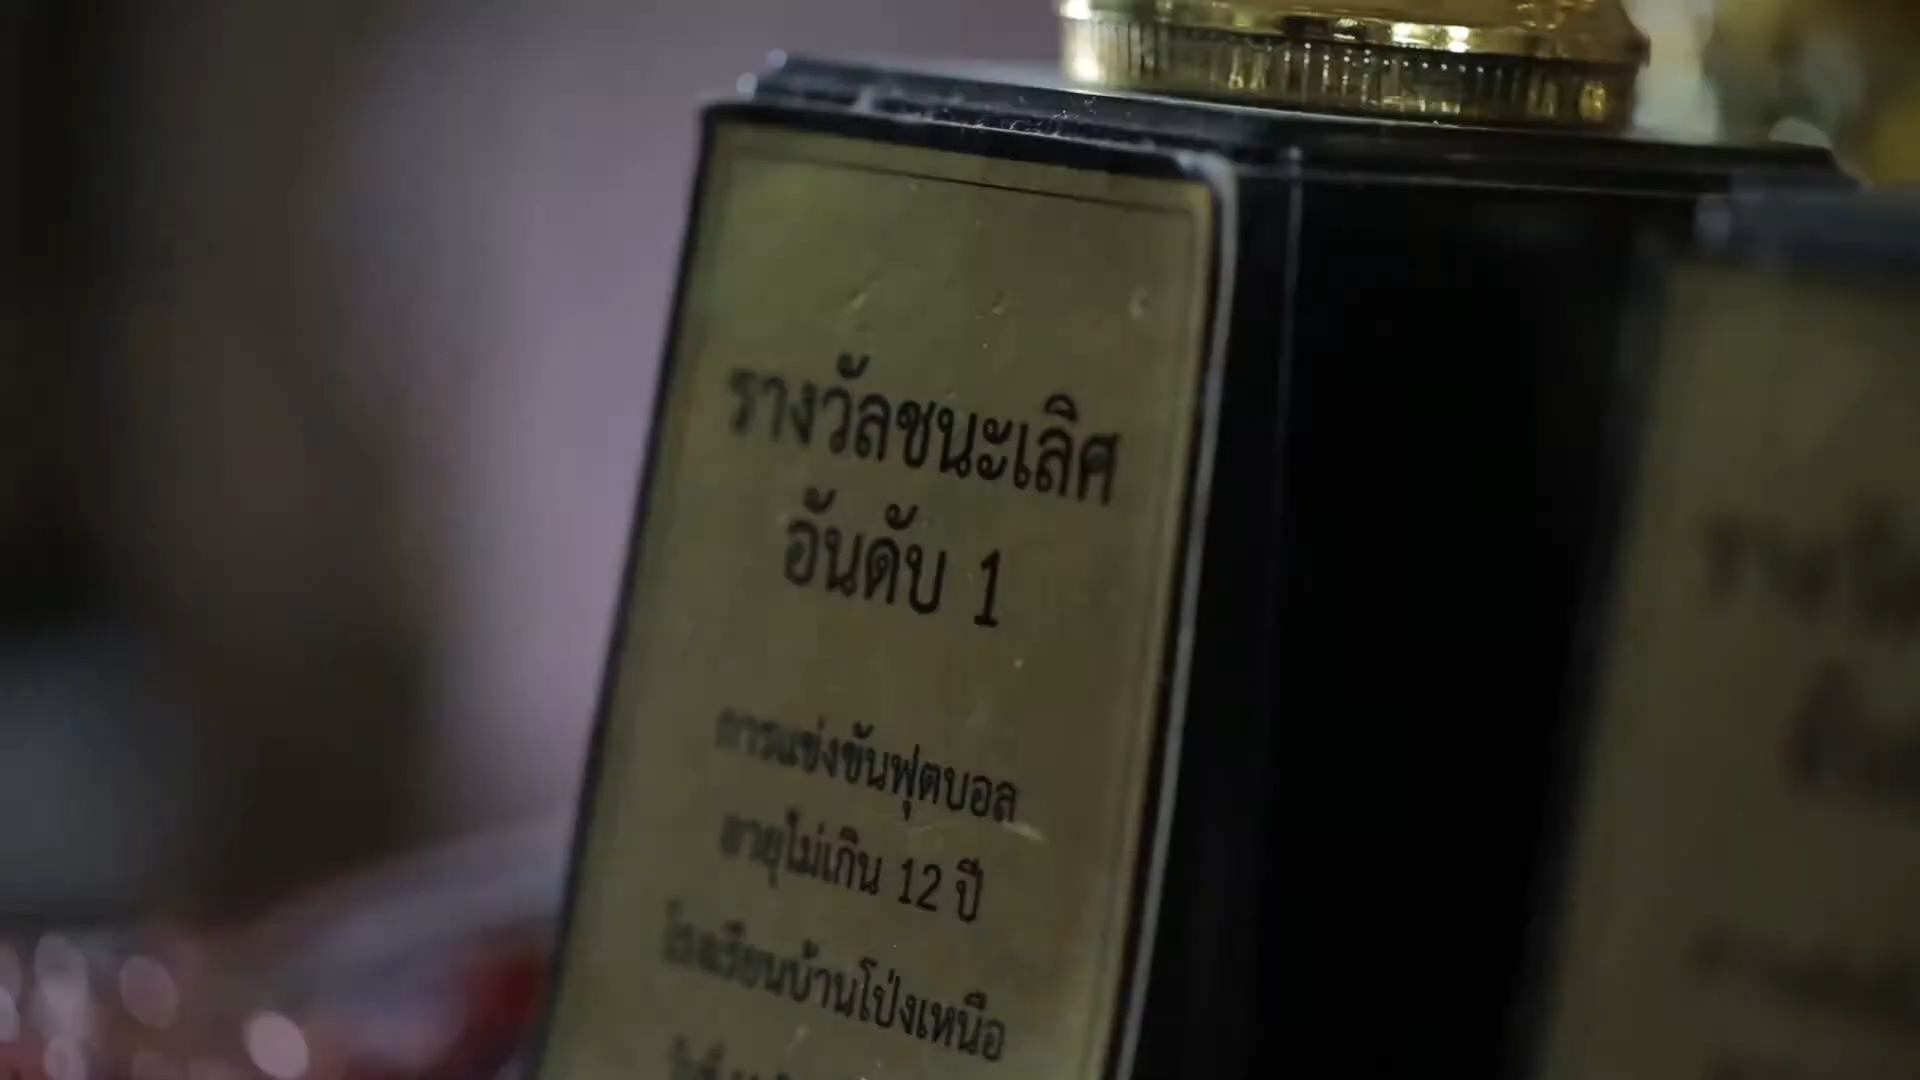 รางวัลชนะเลิศ
อันดับ 1
การแข่งขันฟุตบอล
อายุไม่เกิน 12 ปี
โรงเรียนบ้านโป่งเหนือ